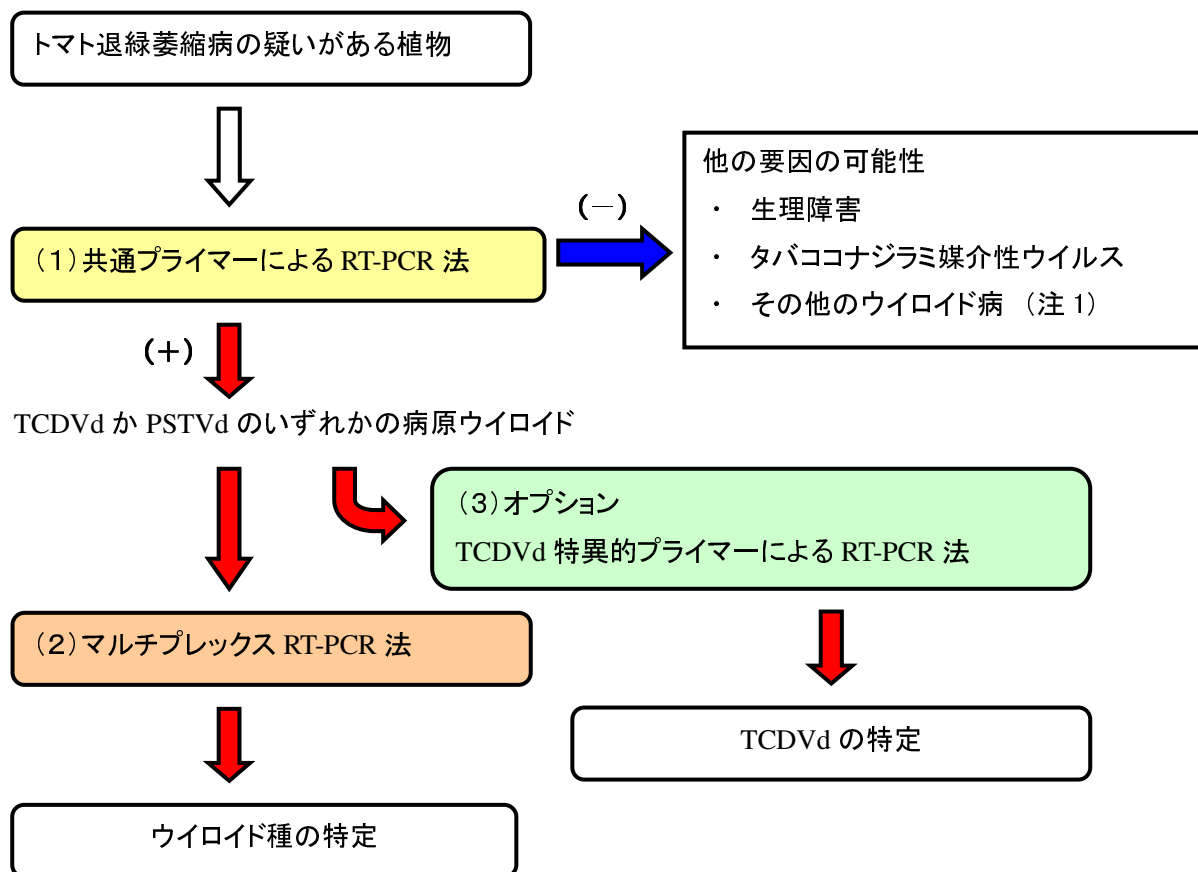 トマト退緑萎縮病の疑いがある植物
(－)
他の要因の可能性
・ 生理障害
・ タバココナジラミ媒介性ウイルス
・ その他のウイロイド病 （注 1）
（１）共通プライマーによる RT-PCR 法
(＋)
TCDVd か PSTVd のいずれかの病原ウイロイド
（３）オプション
TCDVd 特異的プライマーによる RT-PCR 法
（２）マルチプレックス RT-PCR 法
TCDVd の特定
ウイロイド種の特定